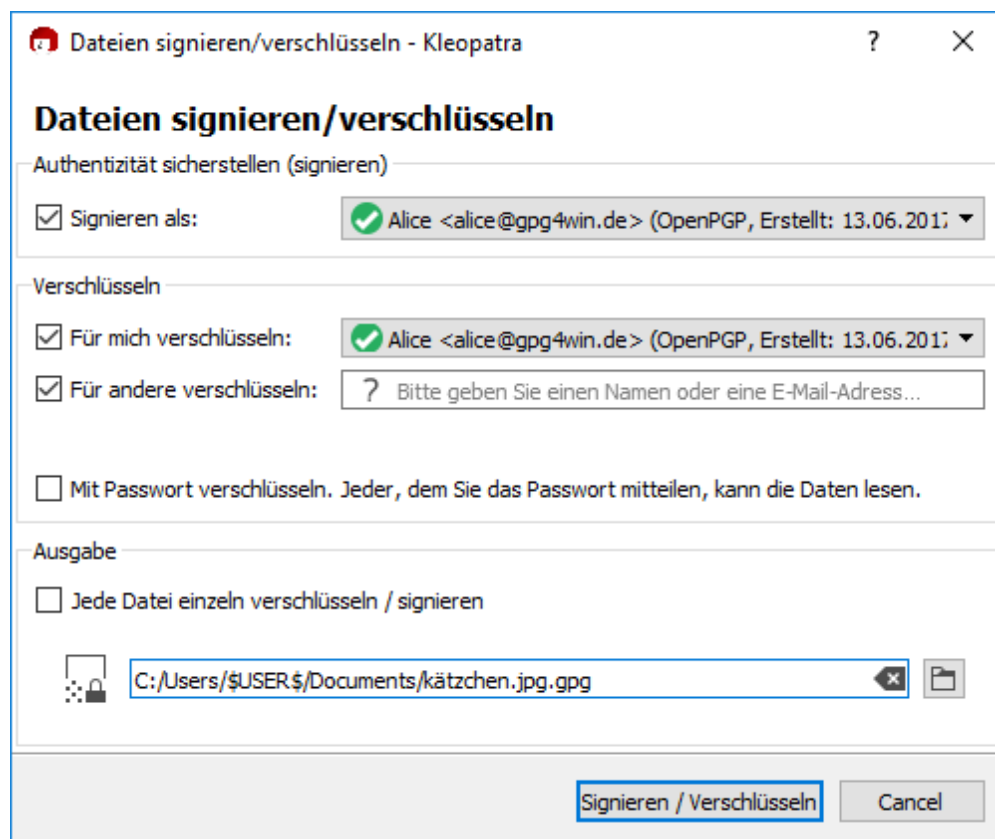 Dateien signieren/verschlüsseln - Kleopatra
Dateien signieren/verschlüsseln
Authentizität sicherstellen (signieren)
Signieren als:
Alice <alice@gpg4win.de> (OpenPGP, Erstellt: 13.06.2017
Verschlüsseln
Für mich verschlüsseln:
Alice <alice@gpg4win.de> (OpenPGP, Erstellt: 13.06.2017
Für andere verschlüsseln:
Bitte geben Sie einen Namen oder eine E-Mail-Adress...
Mit Passwort verschlüsseln. Jeder, dem Sie das Passwort mitteilen, kann die Daten lesen.
Ausgabe
Jede Datei einzeln verschlüsseln / signieren
C:/Users/$USER$/Documents/kätzchen.jpg.gpg
Signieren / Verschlüsseln
Cancel